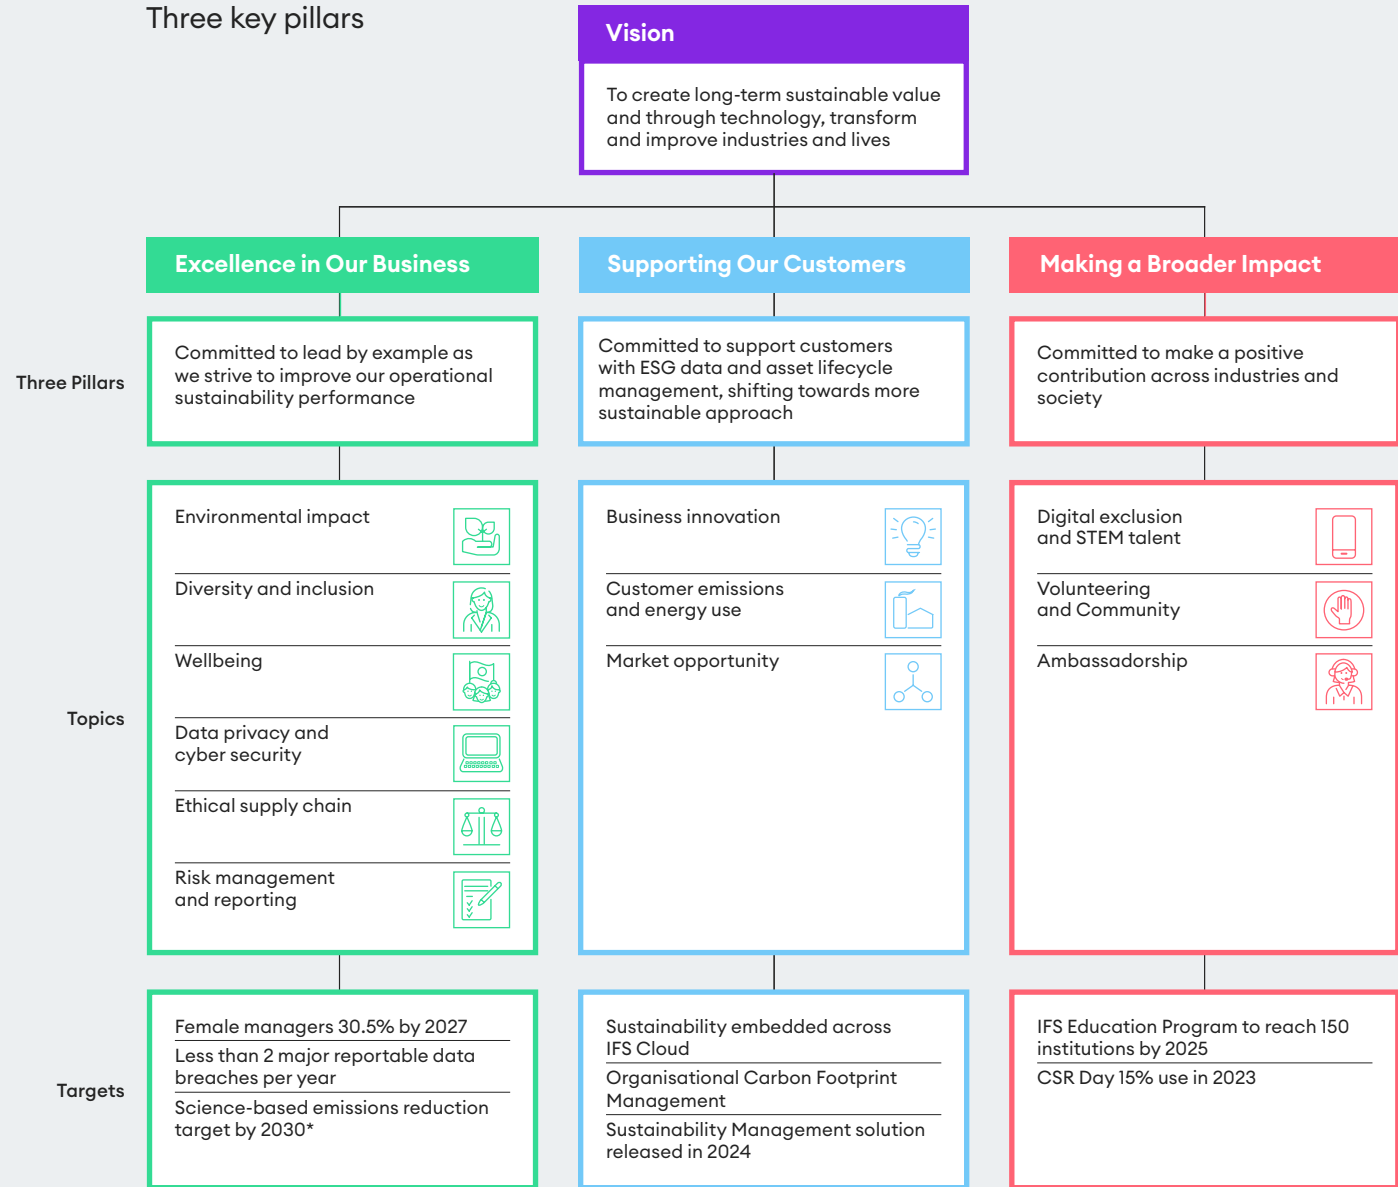 Three key pillars
Vision
To create long-term sustainable value
and through technology, transform
and improve industries and lives
Excellence in Our Business
Supporting Our Customers
Making a Broader Impact
Three Pillars
Committed to lead by example as
we strive to improve our operational
sustainability performance
Committed to support customers
with ESG data and asset lifecycle
management, shifting towards more
sustainable approach
Committed to make a positive
contribution across industries and
society
Topics
Environmental impact
Diversity and inclusion
Wellbeing
Data privacy and
cyber security
Ethical supply chain
Risk management
and reporting
Business innovation
Customer emissions
and energy use
Market opportunity
Digital exclusion
and STEM talent
Volunteering
and Community
Ambassadorship
Targets
Female managers 30.5% by 2027
Less than 2 major reportable data
breaches per year
Science-based emissions reduction
target by 2030*
Sustainability embedded across
IFS Cloud
Organisational Carbon Footprint
Management
Sustainability Management solution
released in 2024
IFS Education Program to reach 150
institutions by 2025
CSR Day 15% use in 2023